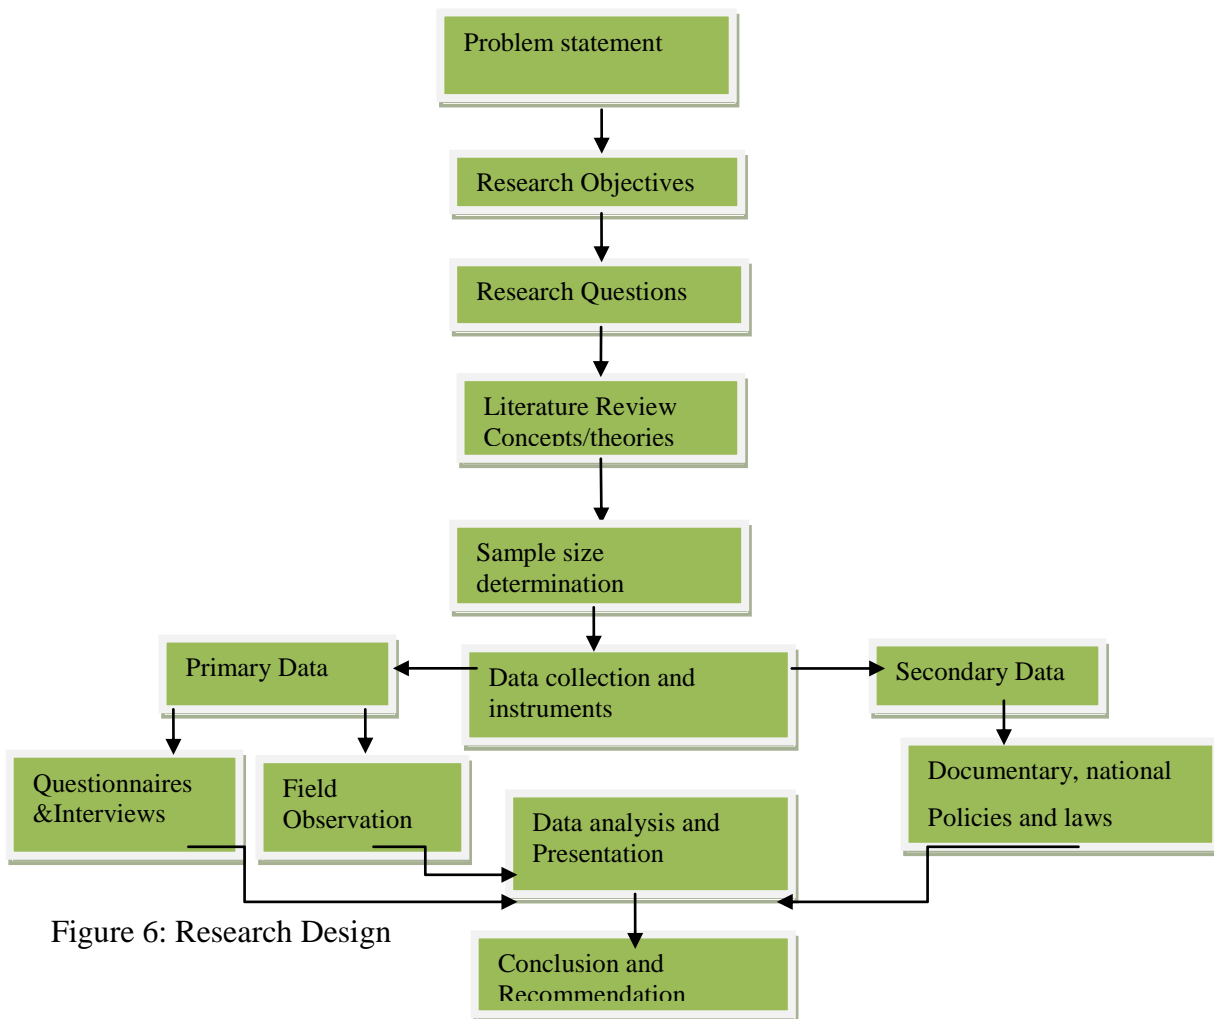 Problem statement
Research Objectives
Research Questions
Literature Review
Concepts/theories
Sample size
determination
Primary Data
Data collection and
instruments
Secondary Data
Questionnaires
&Interviews
Field
Observation
Data analysis and
Presentation
Documentary, national
Policies and laws
Figure 6: Research Design
Conclusion and
Recommendation